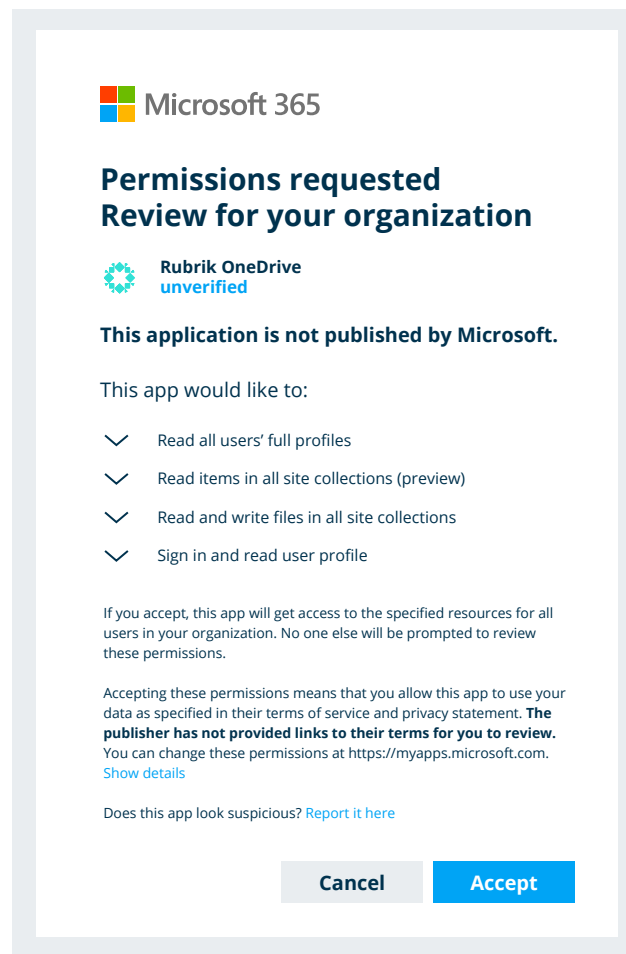 Microsoft 365
Permissions requested
Review for your organization
Rubrik OneDrive
unverified
This application is not published by Microsoft.
This app would like to:
Read all users’ full profiles
Read items in all site collections (preview)
Read and write files in all site collections
Sign in and read user profile
If you accept, this app will get access to the specified resources for all
users in your organization. No one else will be prompted to review
these permissions.
Accepting these permissions means that you allow this app to use your
data as specified in their terms of service and privacy statement. The
publisher has not provided links to their terms for you to review.
You can change these permissions at https://myapps.microsoft.com.
Show details
Does this app look suspicious? Report it here
Cancel Accept